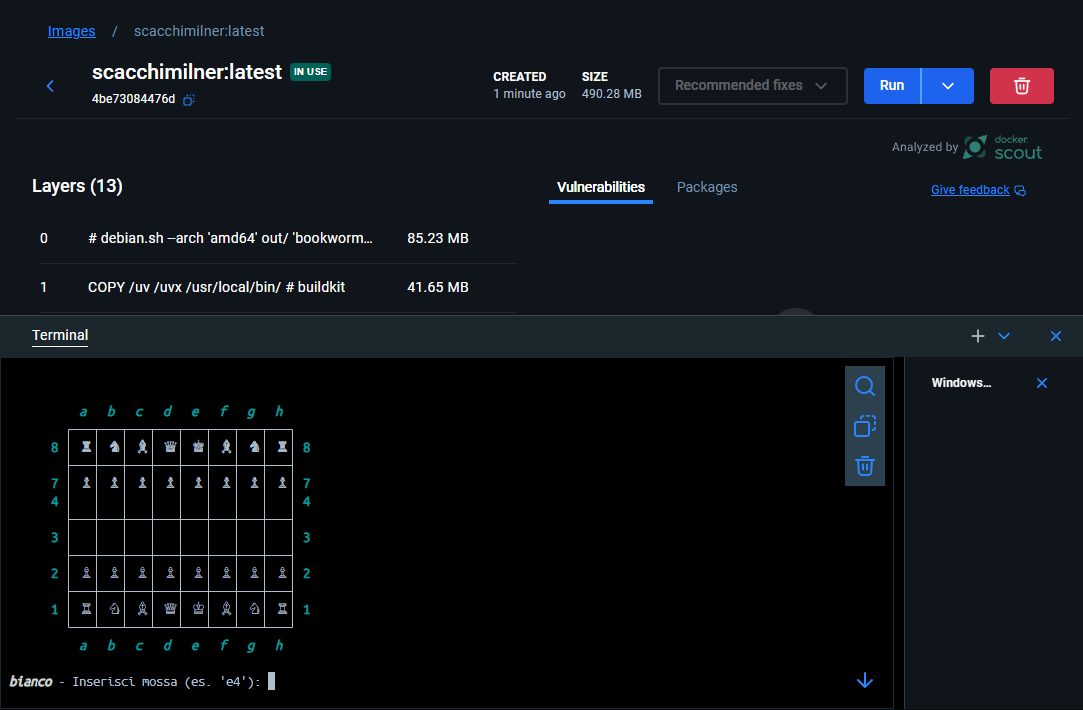 Images / scacchimilner:latest
scacchimilner:latest IN USE
4be73084476d
CREATED
1 minute ago
SIZE
490.28 MB
Recommended fixes
Run
Analyzed by docker scout
Layers (13)
Vulnerabilities Packages
Give feedback
0 # debian.sh --arch 'amd64' out/ 'bookworm…
85.23 MB
1 COPY /uv /uvx /usr/local/bin/ # buildkit
41.65 MB
Terminal
Windows...
a b c d e f g h
8 ♜ ♞ ♝ ♛ ♚ ♝ ♞ ♜ 8
7 ♟ ♟ ♟ ♟ ♟ ♟ ♟ ♟ 7
4 4
3 3
2 ♙ ♙ ♙ ♙ ♙ ♙ ♙ ♙ 2
1 ♖ ♘ ♗ ♕ ♔ ♗ ♘ ♖ 1
a b c d e f g h
bianco - Inserisci mossa (es. 'e4'):